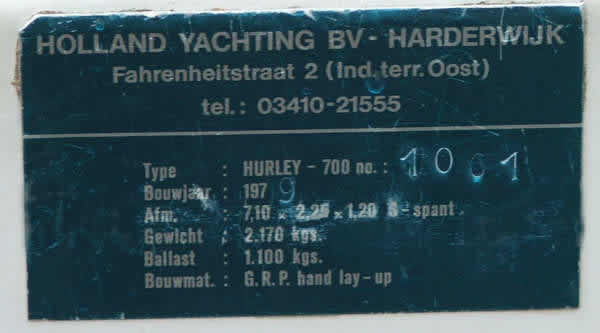 HOLLAND YACHTING BV - HARDERWIJK
Fahrenheitstraat 2 (Ind. terr. Oost)
tel.: 03410-21555
Type : HURLEY - 700 no.: 1061
Bouwjaar : 1979
Afm. : 7,10 x 2,25 x 1,20 S-spant.
Gewicht : 2.170 kgs.
Ballast : 1.100 kgs.
Bouwmat. : G.R.P. hand lay-up